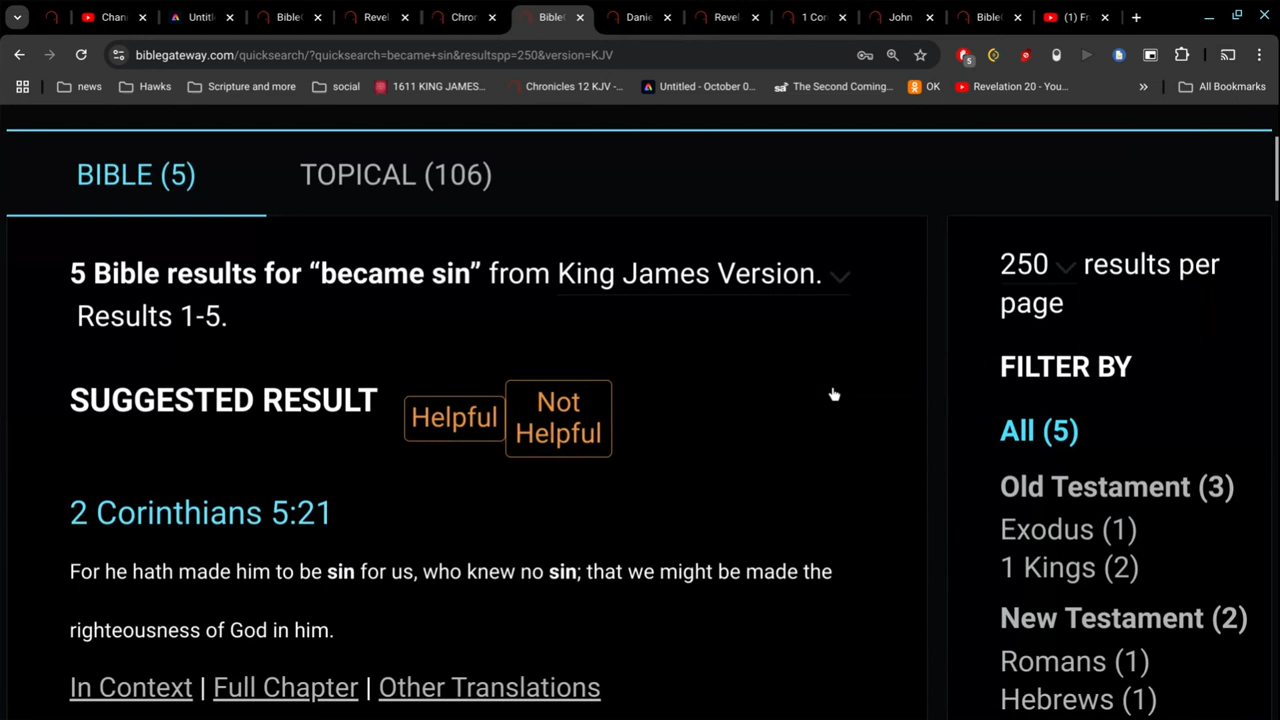 Chan
Untitl
BibleG
Revel
Chron
BibleG
Danie
Revel
1 Cor
John
BibleG
(1) Fr
biblegateway.com/quicksearch/?quicksearch=became+sin&resultspp=250&version=KJV
5
news
Hawks
Scripture and more
social
1611 KING JAMES...
Chronicles 12 KJV -...
Untitled - October 0...
The Second Coming...
OK
Revelation 20 - You...
»
All Bookmarks
BIBLE (5)
TOPICAL (106)
5 Bible results for “became sin” from King James Version.
Results 1-5.
SUGGESTED RESULT
Helpful
Not
Helpful
2 Corinthians 5:21
For he hath made him to be sin for us, who knew no sin; that we might be made the
righteousness of God in him.
In Context | Full Chapter | Other Translations
250 results per
page
FILTER BY
All (5)
Old Testament (3)
Exodus (1)
1 Kings (2)
New Testament (2)
Romans (1)
Hebrews (1)